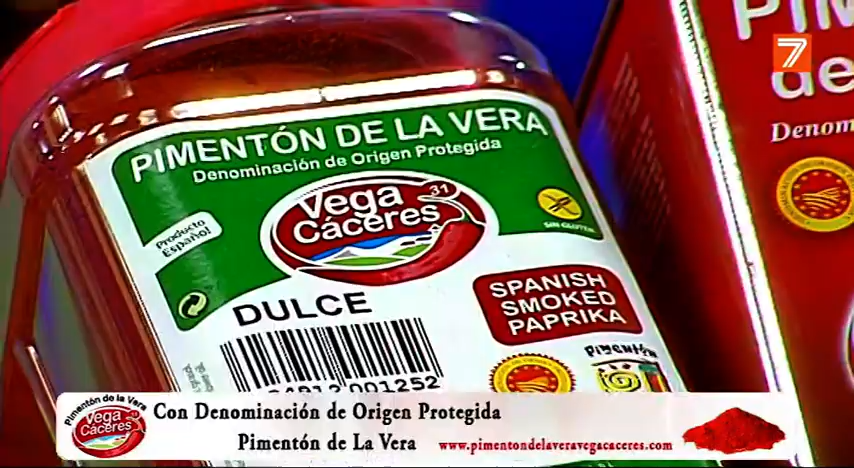 PIMENTÓN DE LA VERA
Denominación de Origen Protegida
Vega
Cáceres
31
Producto
Español
SIN GLUTEN
DULCE
SPANISH
SMOKED
PAPRIKA
Pimentón
7
de
Denom
Pimentón de la Vera
Vega
Cáceres
Con Denominación de Origen Protegida
Pimentón de La Vera
www.pimentondelaveravegacaceres.com